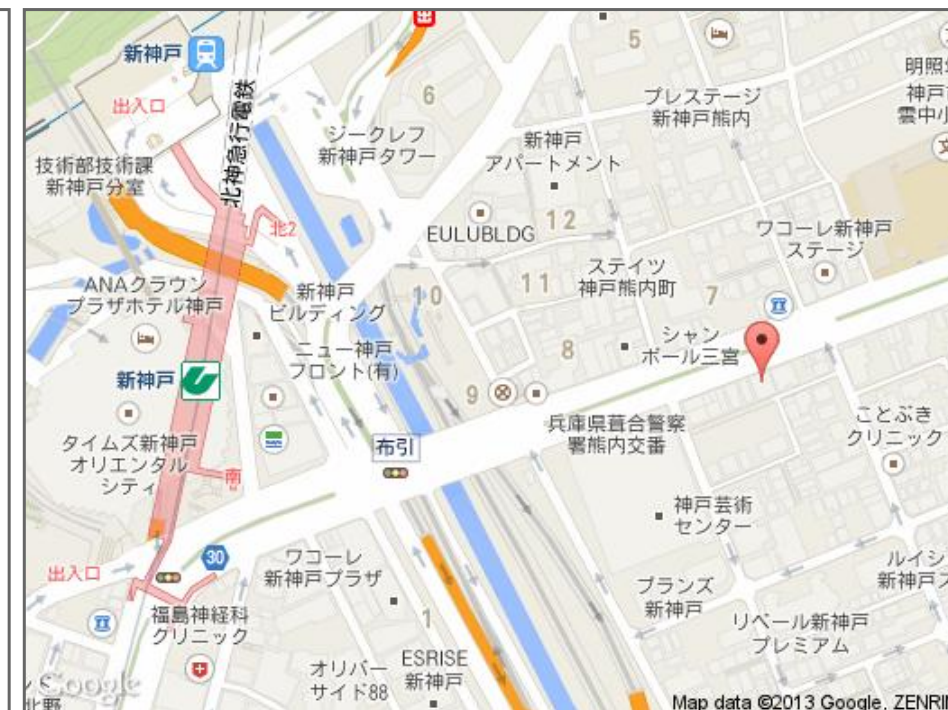 新神戸
出
5
明照
神戸
雲中小
文
6
プレステージ
新神戸熊内
出入口
北神急行電鉄
ジークレフ
新神戸タワー
新神戸
アパートメント
技術部技術課
新神戸分室
北2
EULUBLDG
12
ワコーレ新神戸
ステージ
ANAクラウン
プラザホテル神戸
新神戸
ビルディング
10
11
ステイツ
神戸熊内町
7
ニュー神戸
フロント(有)
8
シャン
ボール三宮
新神戸
9
兵庫県葺合警察
署熊内交番
ことぶき
クリニック
タイムズ新神戸
オリエンタル
シティ
布引
南
神戸芸術
センター
30
ワコーレ
新神戸プラザ
出入口
ブランズ
新神戸
ルイシ
新神戸
福島神経科
クリニック
1
リベール新神戸
プレミアム
オリバー
サイド88
ESRISE
新神戸
Google
北野
Map data ©2013 Google, ZENRI